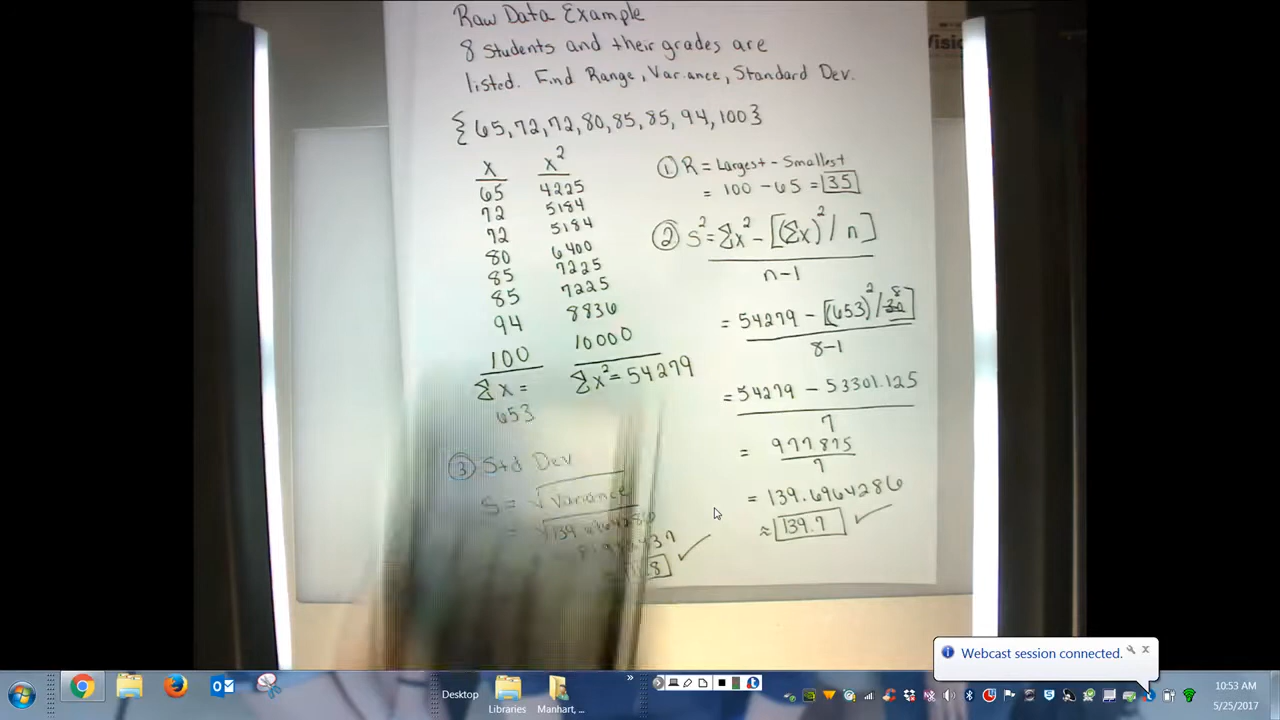 Raw Data Example
8 Students and their grades are
listed. Find Range, Variance, Standard Dev.
{65, 72, 72, 80, 85, 85, 94, 100}
x x²
65 4225
72 5184
72 5184
80 6400
85 7225
85 7225
94 8836
100 10000
Σx = Σx² = 54279
653
① R = Largest - Smallest
= 100 - 65 = 35
② S² = Σx² - [(Σx)² / n]
n-1
= 54279 - [(653)²/8]
8-1
= 54279 - 53301.125
7
= 977.875
7
= 139.6964286
≈ 139.7 ✓
③ Std Dev
S = √Variance
= √139.6964286
✓
Visi
Webcast session connected.
Desktop
Libraries
Manhart, ...
10:53 AM
5/25/2017